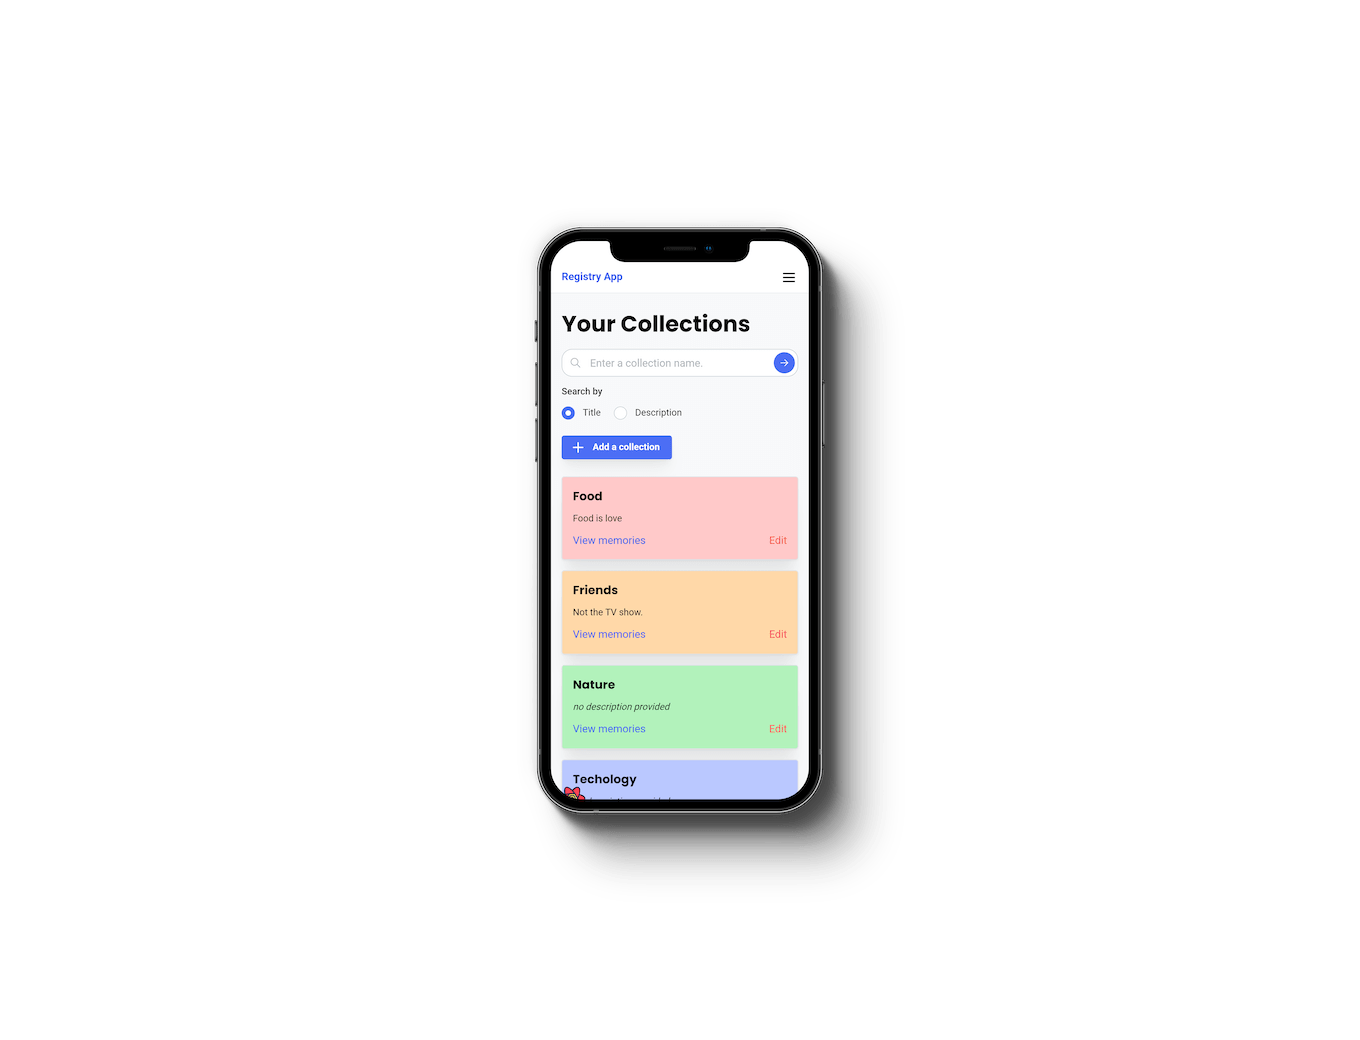 Registry App
Your Collections
Enter a collection name.
Search by
Title Description
Add a collection
Food
Food is love
View memories Edit
Friends
Not the TV show.
View memories Edit
Nature
no description provided
View memories Edit
Techology